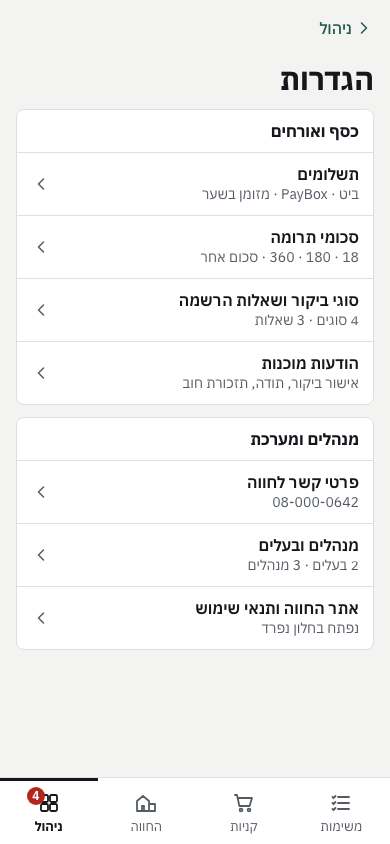 ניהול
הגדרות
כסף ואורחים
תשלומים
ביט · PayBox · מזומן בשער
סכומי תרומה
18 · 180 · 360 · סכום אחר
סוגי ביקור ושאלות הרשמה
4 סוגים · 3 שאלות
הודעות מוכנות
אישור ביקור, תודה, תזכורת חוב
מנהלים ומערכת
פרטי קשר לחווה
08-000-0642
מנהלים ובעלים
2 בעלים · 3 מנהלים
אתר החווה ותנאי שימוש
נפתח בחלון נפרד
משימות
קניות
החווה
4
ניהול